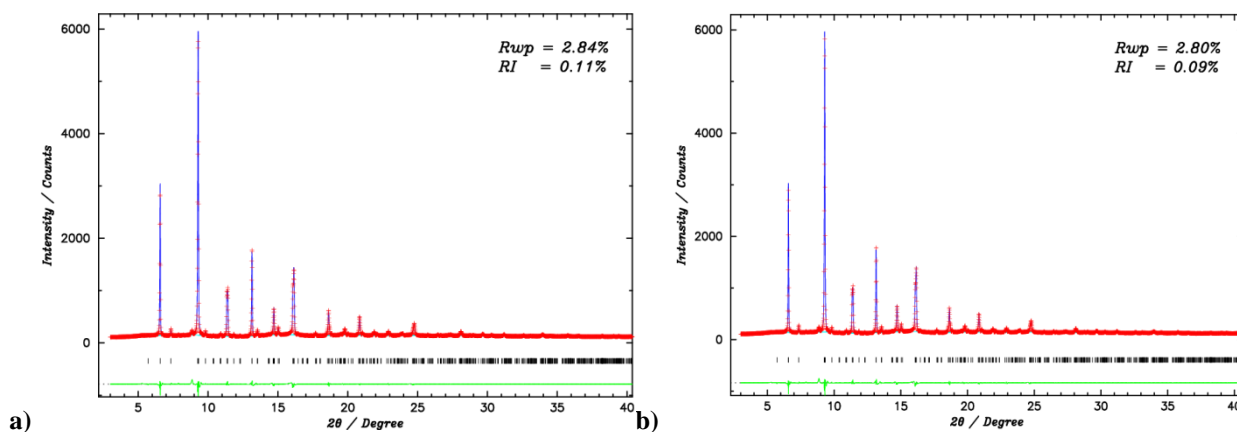 6000
4000
2000
0
Intensity / Counts
Rwp = 2.84%
RI = 0.11%
5 10 15 20 25 30 35 40
2θ / Degree
a)
6000
4000
2000
0
Intensity / Counts
Rwp = 2.80%
RI = 0.09%
5 10 15 20 25 30 35 40
2θ / Degree
b)